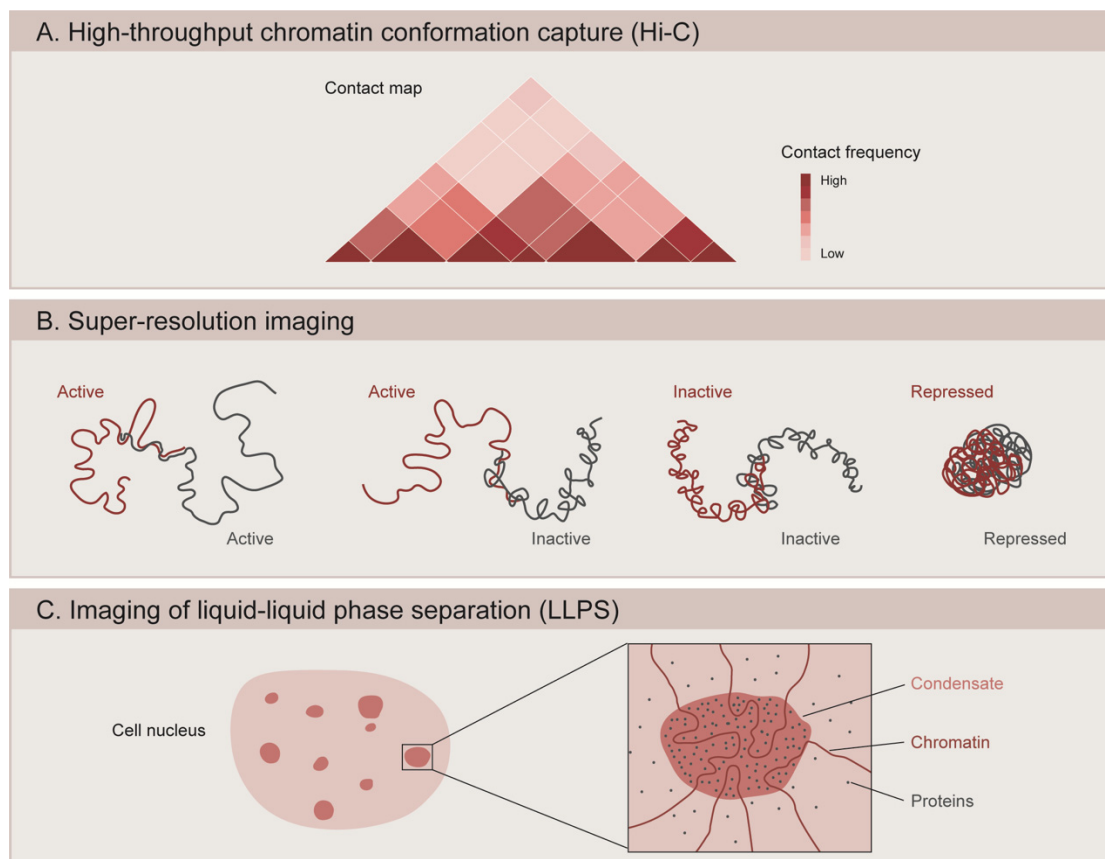 A. High-throughput chromatin conformation capture (Hi-C)
Contact map
Contact frequency
High
Low
B. Super-resolution imaging
Active
Active
Active
Inactive
Inactive
Inactive
Repressed
Repressed
C. Imaging of liquid-liquid phase separation (LLPS)
Cell nucleus
Condensate
Chromatin
Proteins